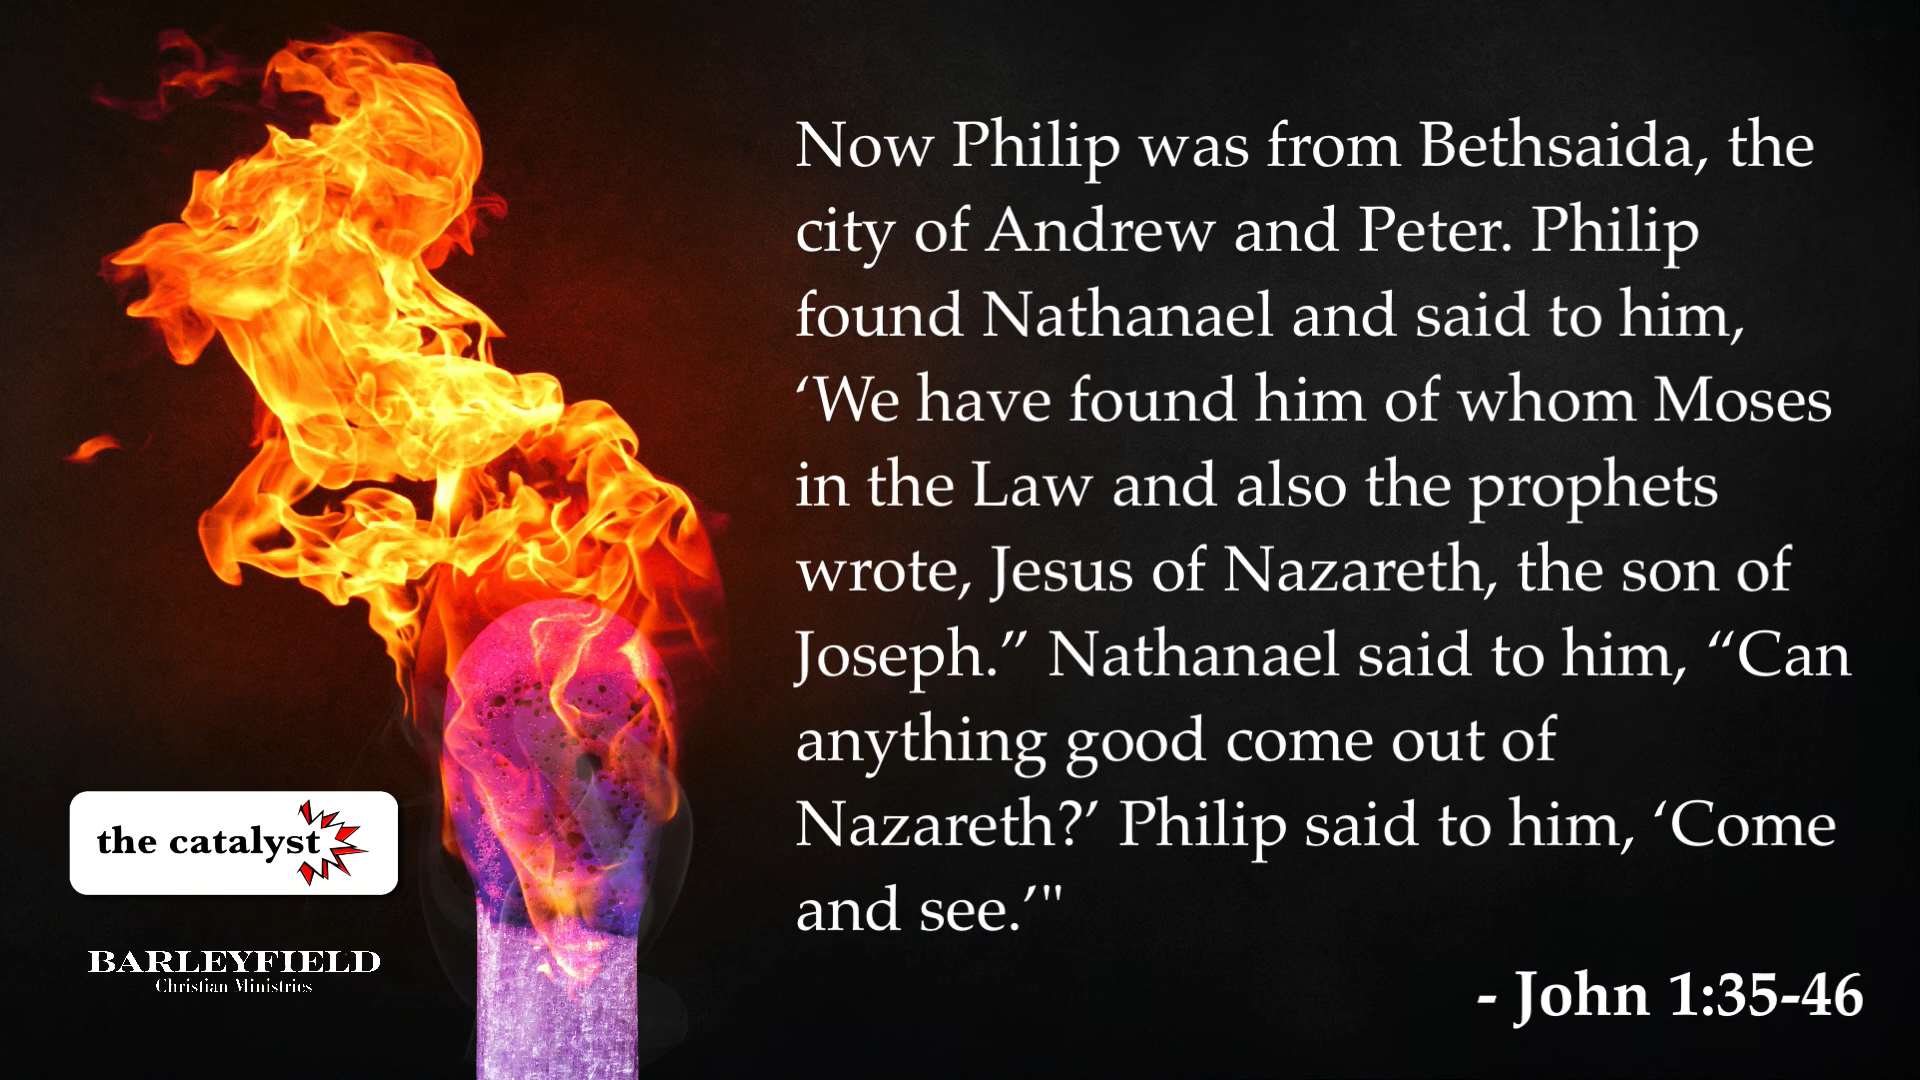 Now Philip was from Bethsaida, the
city of Andrew and Peter. Philip
found Nathanael and said to him,
‘We have found him of whom Moses
in the Law and also the prophets
wrote, Jesus of Nazareth, the son of
Joseph.” Nathanael said to him, “Can
anything good come out of
Nazareth?’ Philip said to him, ‘Come
and see.’"
- John 1:35-46
the catalyst
BARLEYFIELD
Christian Ministries